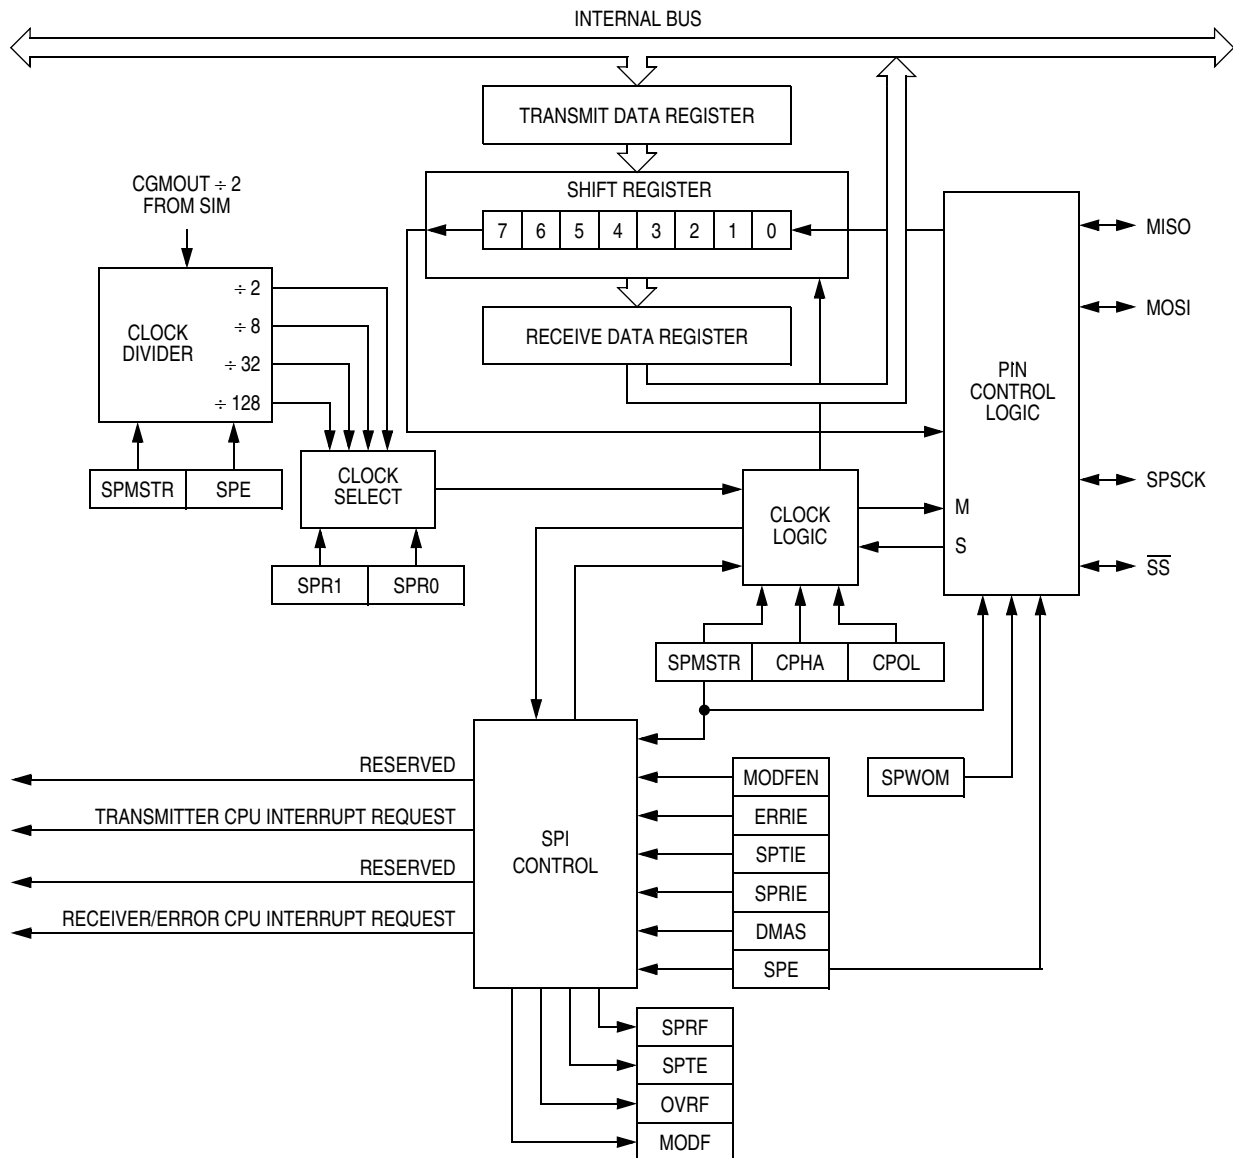 INTERNAL BUS
TRANSMIT DATA REGISTER
SHIFT REGISTER
7 6 5 4 3 2 1 0
RECEIVE DATA REGISTER
CGMOUT ÷ 2
FROM SIM
CLOCK
DIVIDER
÷ 2
÷ 8
÷ 32
÷ 128
SPMSTR SPE
CLOCK
SELECT
SPR1 SPR0
CLOCK
LOGIC
SPMSTR CPHA CPOL
PIN
CONTROL
LOGIC
M
S
MISO
MOSI
SPSCK
S̅S̅
SPWOM
SPI
CONTROL
MODFEN
ERRIE
SPTIE
SPRIE
DMAS
SPE
RESERVED
TRANSMITTER CPU INTERRUPT REQUEST
RESERVED
RECEIVER/ERROR CPU INTERRUPT REQUEST
SPRF
SPTE
OVRF
MODF